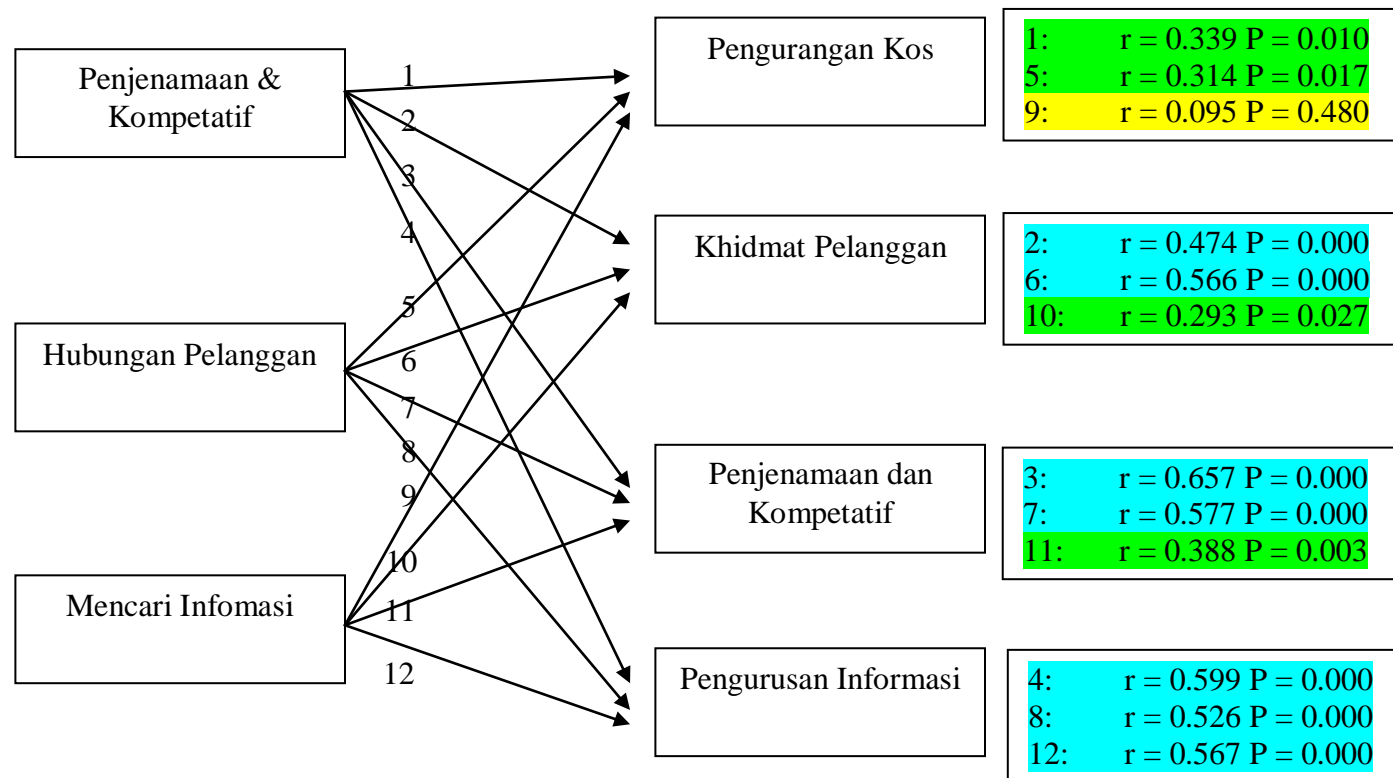 Penjenamaan &
Kompetatif
Hubungan Pelanggan
Mencari Infomasi
1
2
3
4
5
6
7
8
9
10
11
12
Pengurangan Kos
1: r = 0.339 P = 0.010
5: r = 0.314 P = 0.017
9: r = 0.095 P = 0.480
Khidmat Pelanggan
2: r = 0.474 P = 0.000
6: r = 0.566 P = 0.000
10: r = 0.293 P = 0.027
Penjenamaan dan
Kompetatif
3: r = 0.657 P = 0.000
7: r = 0.577 P = 0.000
11: r = 0.388 P = 0.003
Pengurusan Informasi
4: r = 0.599 P = 0.000
8: r = 0.526 P = 0.000
12: r = 0.567 P = 0.000